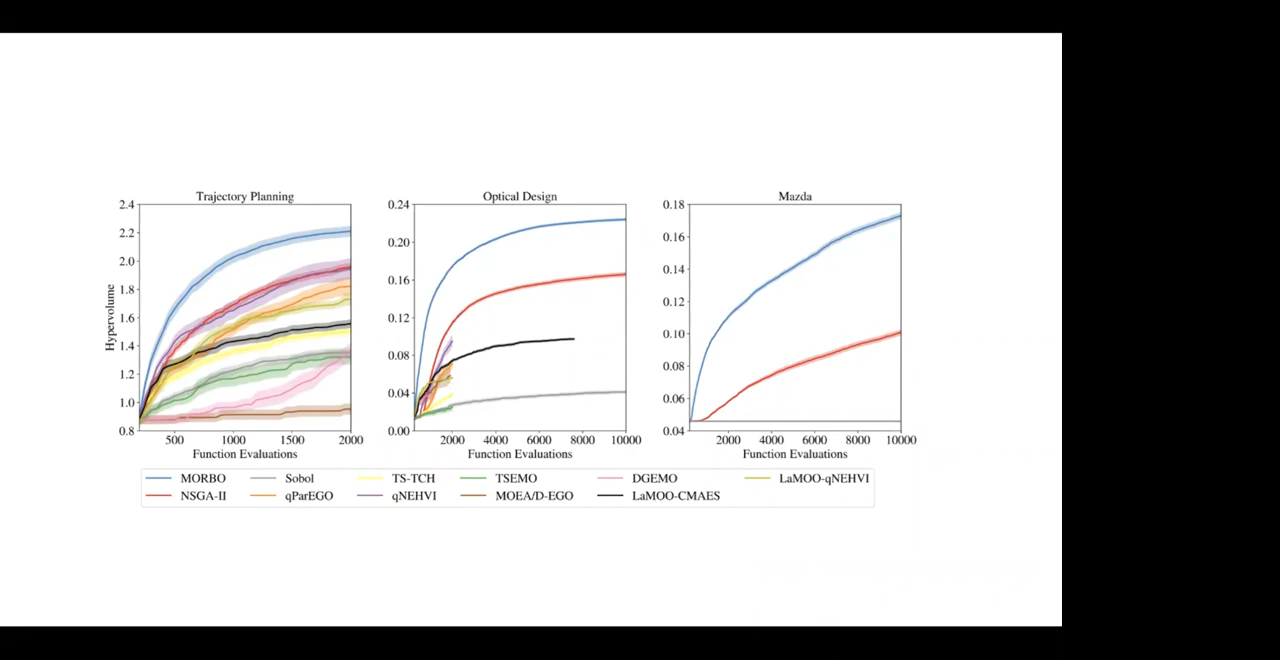 Trajectory Planning
Optical Design
Mazda
Hypervolume
2.4
2.2
2.0
1.8
1.6
1.4
1.2
1.0
0.8
500 1000 1500 2000
Function Evaluations
0.24
0.20
0.16
0.12
0.08
0.04
0.00
2000 4000 6000 8000 10000
Function Evaluations
0.18
0.16
0.14
0.12
0.10
0.08
0.06
0.04
2000 4000 6000 8000 10000
Function Evaluations
MORBO Sobol TS-TCH TSEMO DGEMO LaMOO-qNEHVI
NSGA-II qParEGO qNEHVI MOEA/D-EGO LaMOO-CMAES